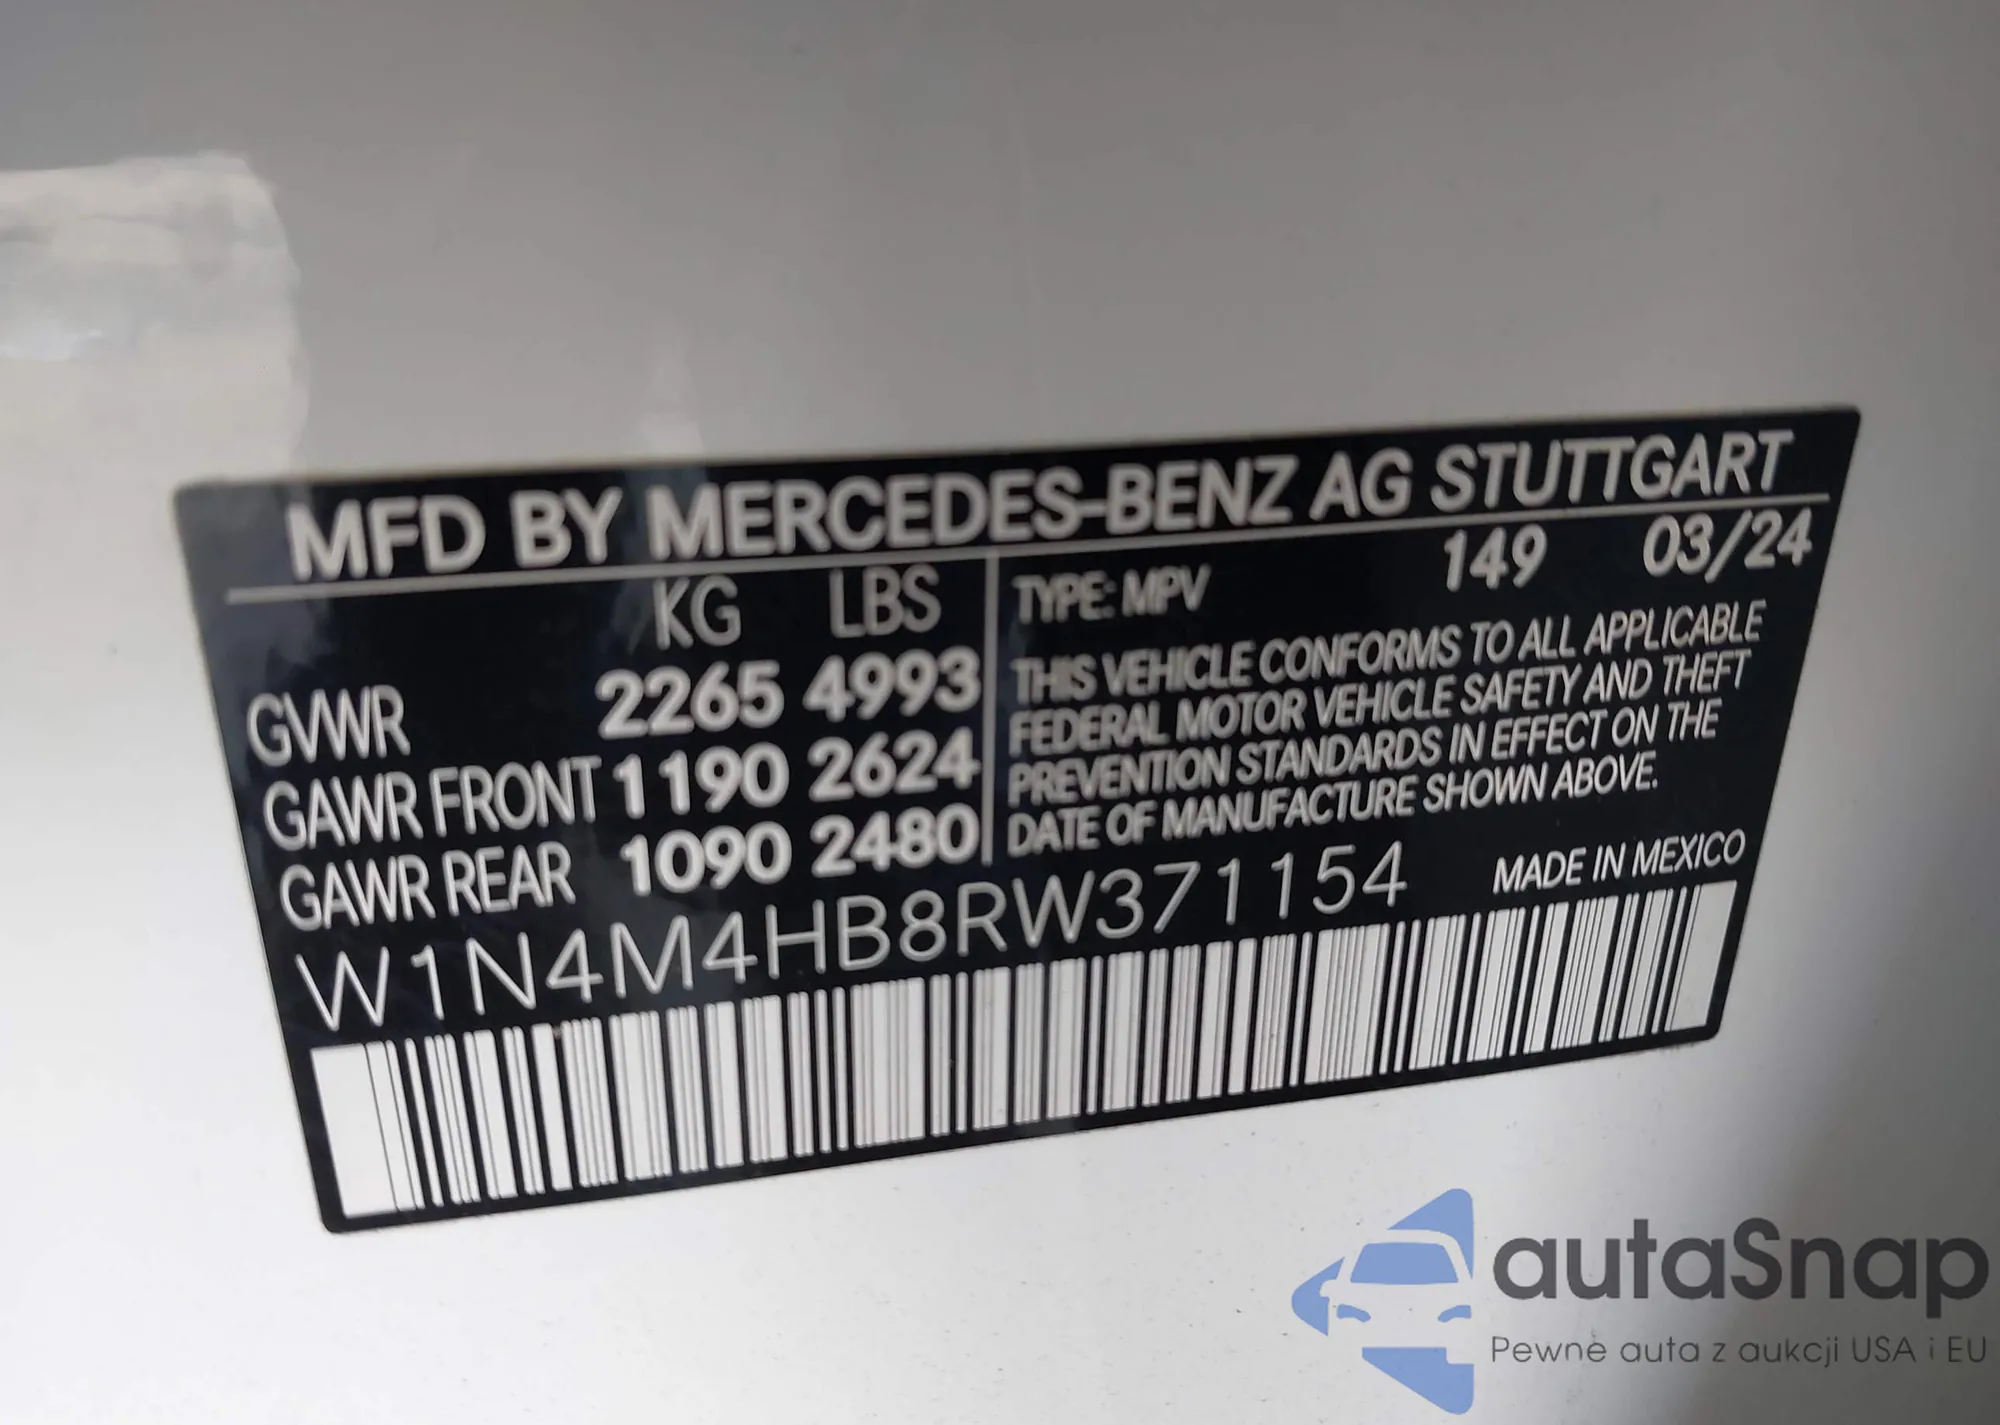 MFD BY MERCEDES-BENZ AG STUTTGART
KG LBS
GVWR 2265 4993
GAWR FRONT 1190 2624
GAWR REAR 1090 2480
TYPE: MPV 149 03/24
THIS VEHICLE CONFORMS TO ALL APPLICABLE
FEDERAL MOTOR VEHICLE SAFETY AND THEFT
PREVENTION STANDARDS IN EFFECT ON THE
DATE OF MANUFACTURE SHOWN ABOVE.
W1N4M4HB8RW371154 MADE IN MEXICO
autaSnap
Pewne auta z aukcji USA i EU